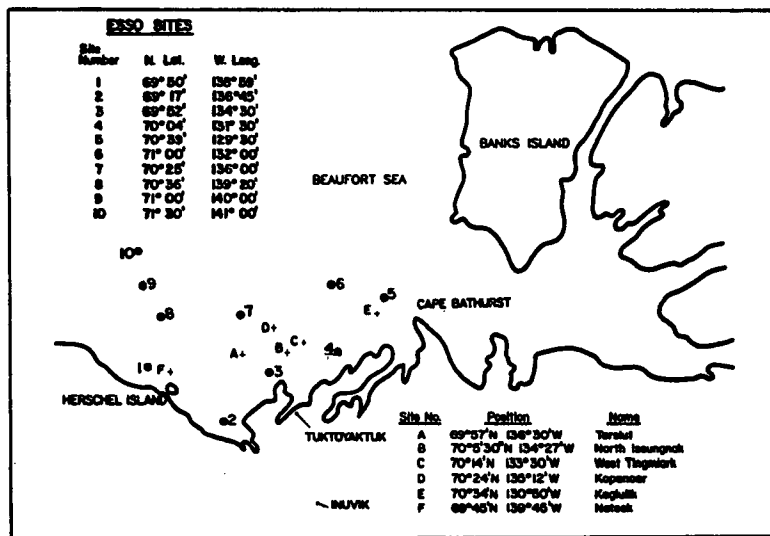 ESSO SITES
Site Number N. Lat. W. Long.
1 69° 50' 138° 59'
2 69° 17' 136° 45'
3 69° 52' 134° 30'
4 70° 04' 131° 30'
5 70° 39' 129° 30'
6 71° 00' 132° 00'
7 70° 25' 136° 00'
8 70° 36' 139° 20'
9 71° 00' 140° 00'
10 71° 30' 141° 00'
BANKS ISLAND
BEAUFORT SEA
10
9
6
5
8
7
E
CAPE BATHURST
D
C
A
B
4
1
F
3
HERSCHEL ISLAND
2
TUKTOYAKTUK
INUVIK
Site No. Position Name
A 69°57'N 136°30'W Tarsiut
B 70°5'30"N 134°27'W North Issungnak
C 70°14'N 133°30'W West Tingmiark
D 70°24'N 135°12'W Kopanoar
E 70°34'N 130°50'W Kaglulik
F 69°45'N 139°45'W Natsek